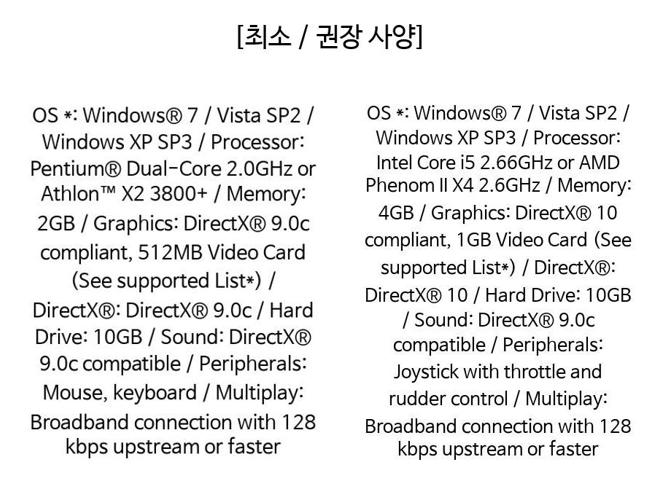 [최소 / 권장 사양]
OS *: Windows® 7 / Vista SP2 /
Windows XP SP3 / Processor:
Pentium® Dual-Core 2.0GHz or
Athlon™ X2 3800+ / Memory:
2GB / Graphics: DirectX® 9.0c
compliant, 512MB Video Card
(See supported List*) /
DirectX®: DirectX® 9.0c / Hard
Drive: 10GB / Sound: DirectX®
9.0c compatible / Peripherals:
Mouse, keyboard / Multiplay:
Broadband connection with 128
kbps upstream or faster
OS *: Windows® 7 / Vista SP2 /
Windows XP SP3 / Processor:
Intel Core i5 2.66GHz or AMD
Phenom II X4 2.6GHz / Memory:
4GB / Graphics: DirectX® 10
compliant, 1GB Video Card (See
supported List*) / DirectX®:
DirectX® 10 / Hard Drive: 10GB
/ Sound: DirectX® 9.0c
compatible / Peripherals:
Joystick with throttle and
rudder control / Multiplay:
Broadband connection with 128
kbps upstream or faster